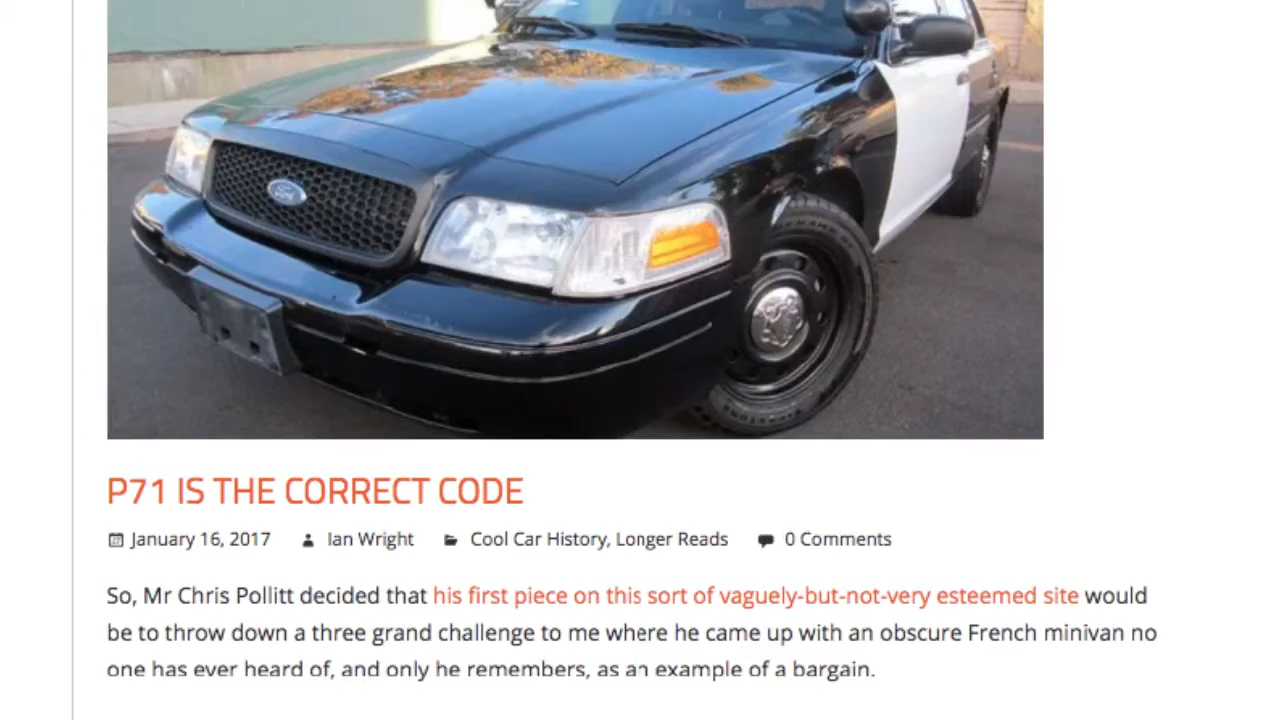 Ford
P71 IS THE CORRECT CODE
January 16, 2017 Ian Wright Cool Car History, Longer Reads 0 Comments
So, Mr Chris Pollitt decided that his first piece on this sort of vaguely-but-not-very esteemed site would
be to throw down a three grand challenge to me where he came up with an obscure French minivan no
one has ever heard of, and only he remembers, as an example of a bargain.